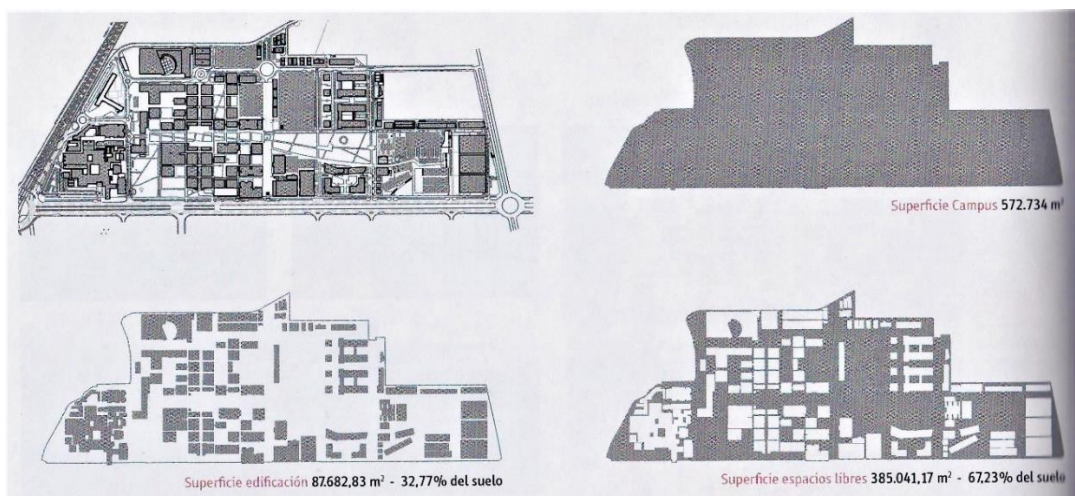 Superficie Campus 572.734 m²
Superficie edificación 87.682,83 m² - 32,77% del suelo
Superficie espacios libres 385.041,17 m² - 67,23% del suelo